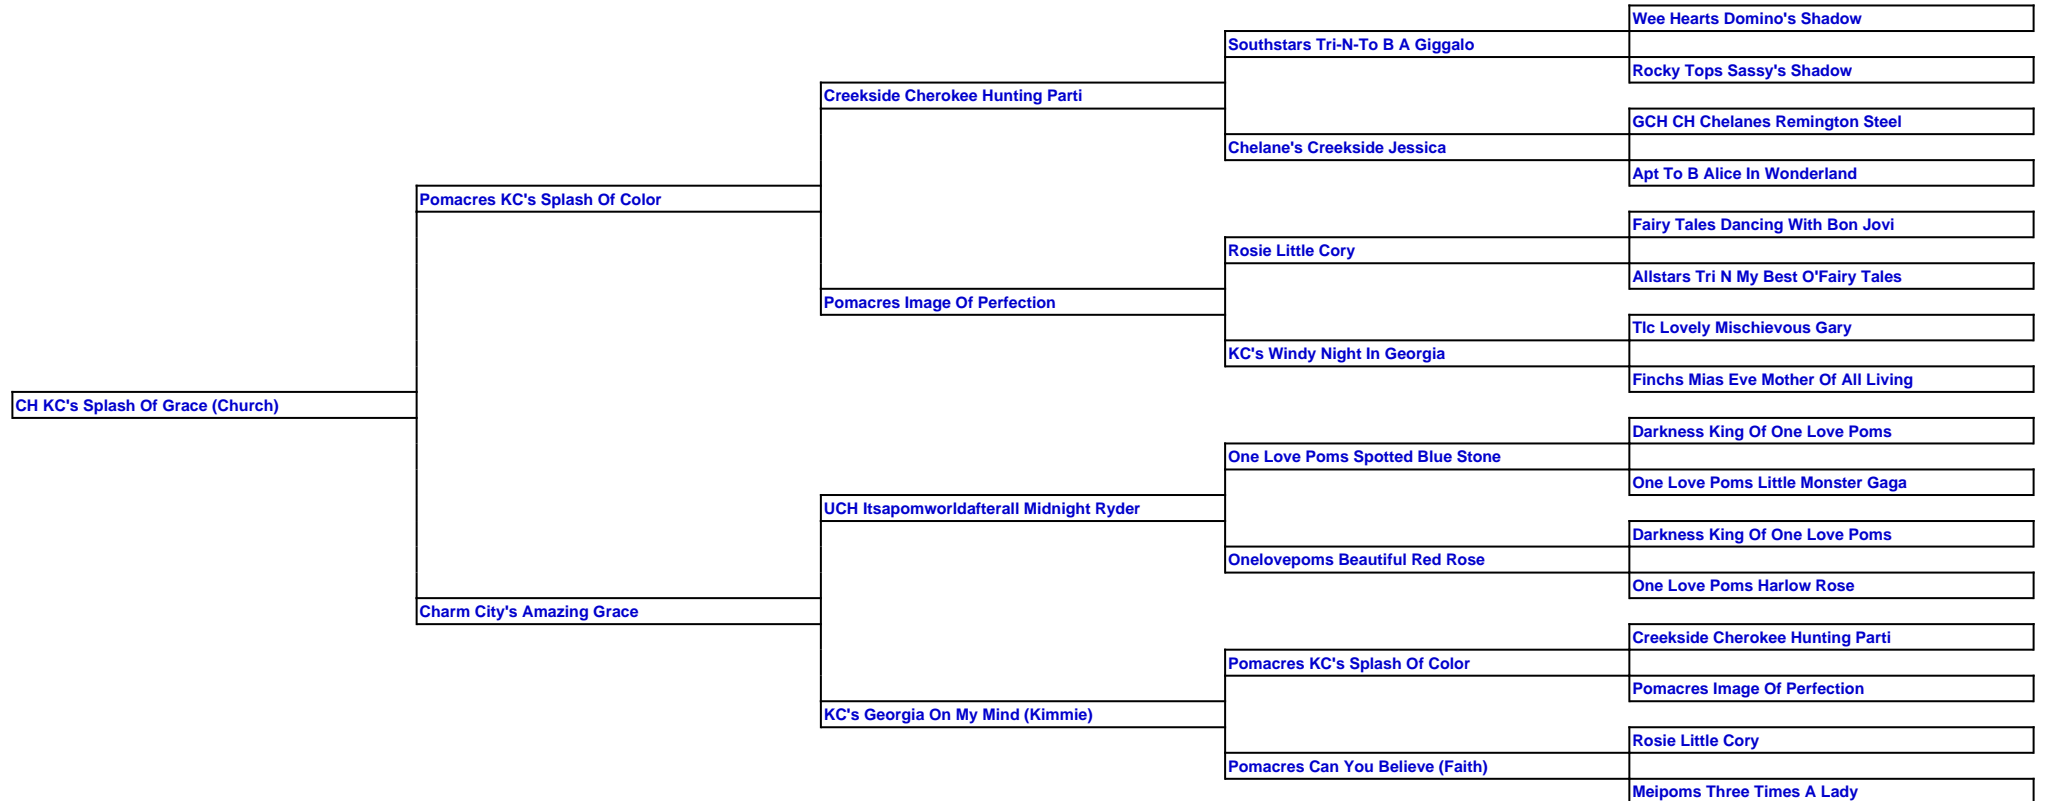 Wee Hearts Domino's Shadow
Southstars Tri-N-To B A Giggalo
Rocky Tops Sassy's Shadow
Creekside Cherokee Hunting Parti
GCH CH Chelanes Remington Steel
Chelane's Creekside Jessica
Apt To B Alice In Wonderland
Pomacres KC's Splash Of Color
Fairy Tales Dancing With Bon Jovi
Rosie Little Cory
Allstars Tri N My Best O'Fairy Tales
Pomacres Image Of Perfection
Tlc Lovely Mischievous Gary
KC's Windy Night In Georgia
Finchs Mias Eve Mother Of All Living
CH KC's Splash Of Grace (Church)
Darkness King Of One Love Poms
One Love Poms Spotted Blue Stone
One Love Poms Little Monster Gaga
UCH Itsapomworldafterall Midnight Ryder
Darkness King Of One Love Poms
Onelovepoms Beautiful Red Rose
One Love Poms Harlow Rose
Charm City's Amazing Grace
Creekside Cherokee Hunting Parti
Pomacres KC's Splash Of Color
Pomacres Image Of Perfection
KC's Georgia On My Mind (Kimmie)
Rosie Little Cory
Pomacres Can You Believe (Faith)
Meipoms Three Times A Lady